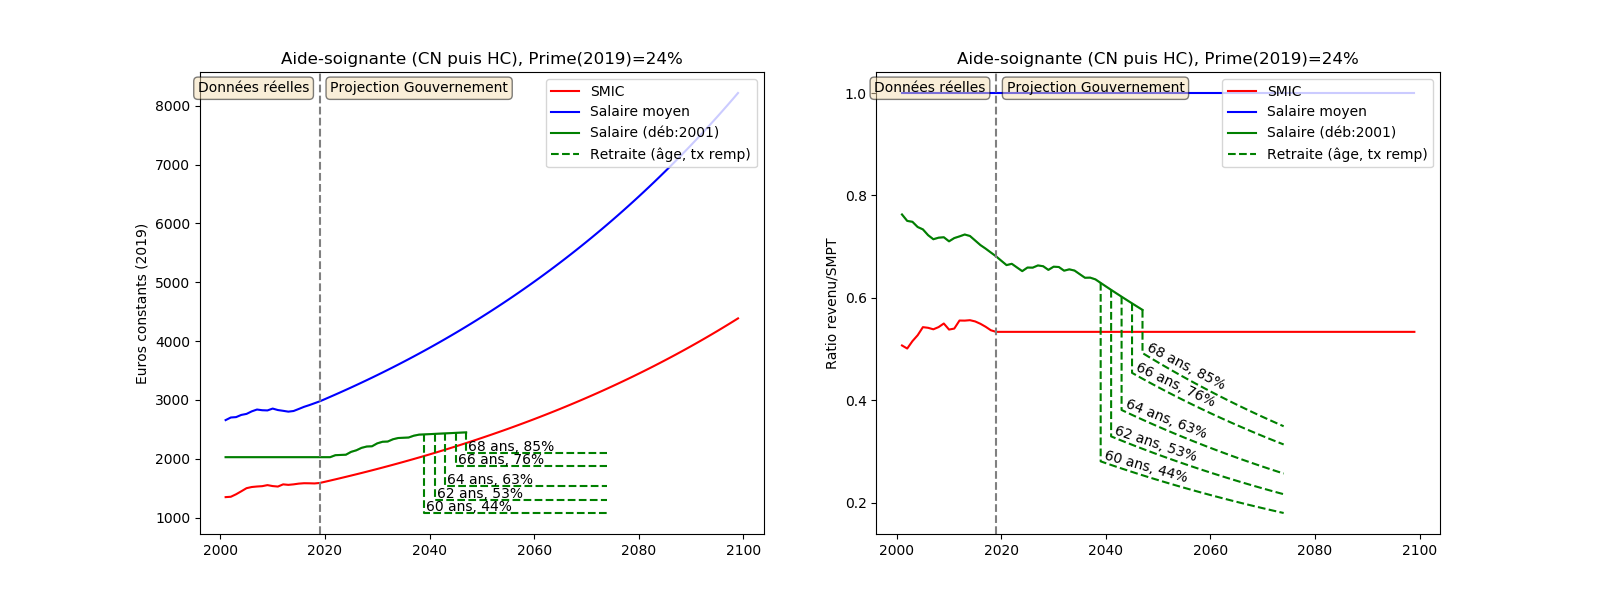 Aide-soignante (CN puis HC), Prime(2019)=24%
Données réelles
Projection Gouvernement
SMIC
Salaire moyen
Salaire (déb:2001)
Retraite (âge, tx remp)
Euros constants (2019)
8000
7000
6000
5000
4000
3000
2000
1000
68 ans, 85%
66 ans, 76%
64 ans, 63%
62 ans, 53%
60 ans, 44%
2000
2020
2040
2060
2080
2100
Aide-soignante (CN puis HC), Prime(2019)=24%
Données réelles
Projection Gouvernement
SMIC
Salaire moyen
Salaire (déb:2001)
Retraite (âge, tx remp)
Ratio revenu/SMPT
1.0
0.8
0.6
0.4
0.2
68 ans, 85%
66 ans, 76%
64 ans, 63%
62 ans, 53%
60 ans, 44%
2000
2020
2040
2060
2080
2100